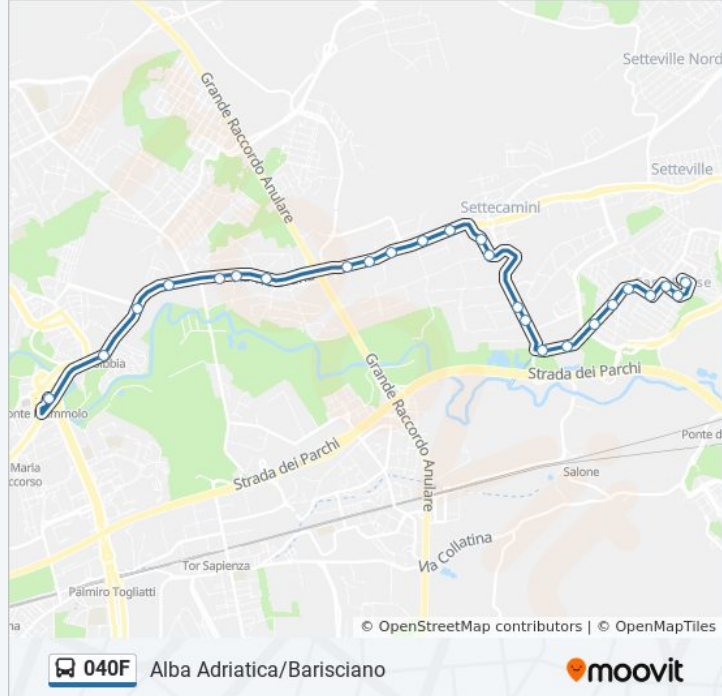 Setteville Nord
Grande Raccordo Anulare
Setteville
Settecamini
Strada dei Parchi
Grande Raccordo Anulare
Maria
Ponte d
Strada dei Parchi
Salone
Via Collatina
Tor Sapienza
Palmiro Togliatti
© OpenStreetMap contributors | © OpenMapTiles
040F Alba Adriatica/Barisciano
moovit